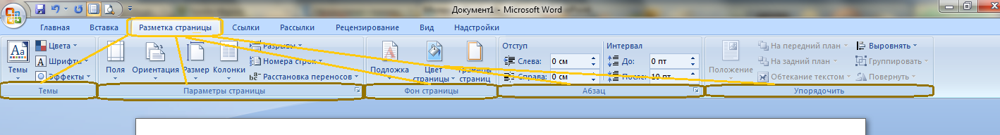 Документ1 - Microsoft Word
Главная Вставка Разметка страницы Ссылки Рассылки Рецензирование Вид Надстройки
Aa Цвета Разрывы Отступ Интервал На передний план Выровнять
A Шрифты Номера строк Слева: 0 см До: 0 пт На задний план Группировать
Темы Эффекты Поля Ориентация Размер Колонки Расстановка переносов Подложка Цвет страницы Границы страниц Справа: 0 см После: 10 пт Положение Обтекание текстом Повернуть
Темы Параметры страницы Фон страницы Абзац Упорядочить